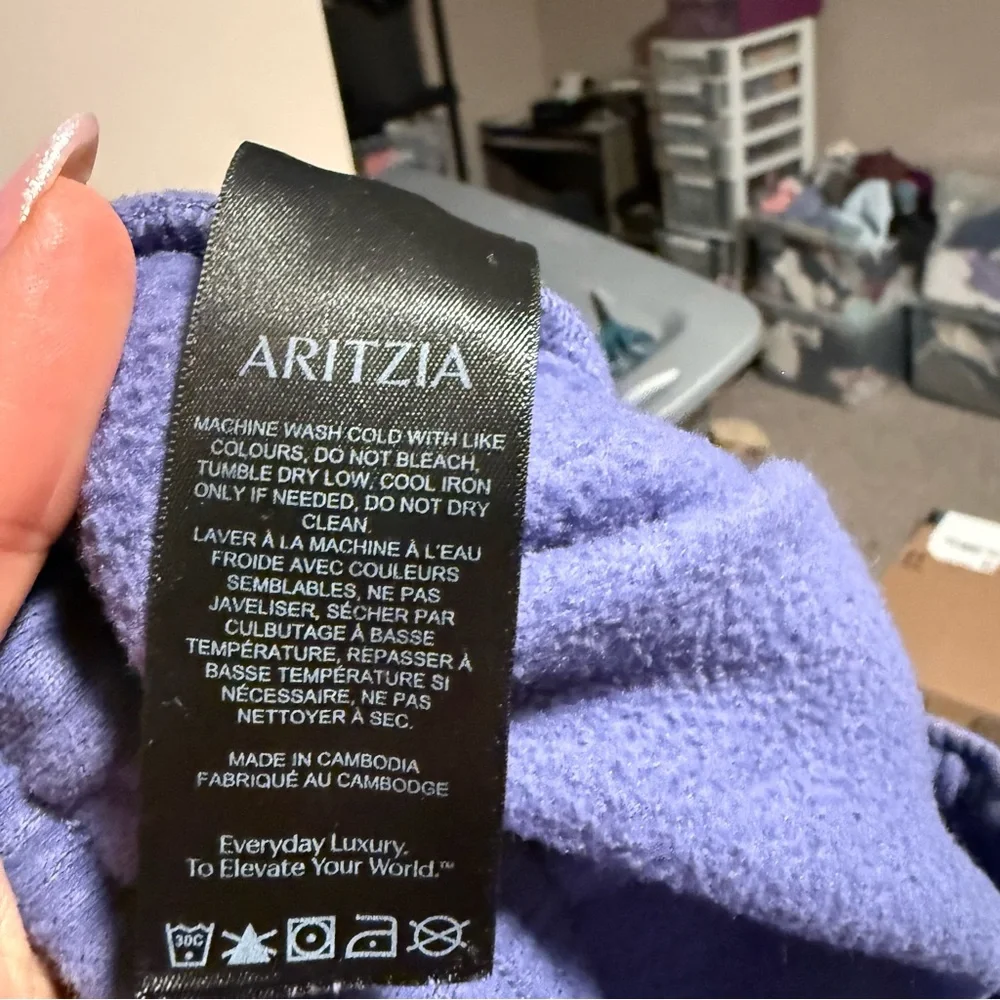 ARITZIA
MACHINE WASH COLD WITH LIKE
COLOURS, DO NOT BLEACH,
TUMBLE DRY LOW, COOL IRON
ONLY IF NEEDED, DO NOT DRY
CLEAN.
LAVER À LA MACHINE À L'EAU
FROIDE AVEC COULEURS
SEMBLABLES, NE PAS
JAVELISER, SÉCHER PAR
CULBUTAGE À BASSE
TEMPÉRATURE, REPASSER À
BASSE TEMPÉRATURE SI
NÉCESSAIRE, NE PAS
NETTOYER À SEC.
MADE IN CAMBODIA
FABRIQUÉ AU CAMBODGE
Everyday Luxury.
To Elevate Your World.™
30C